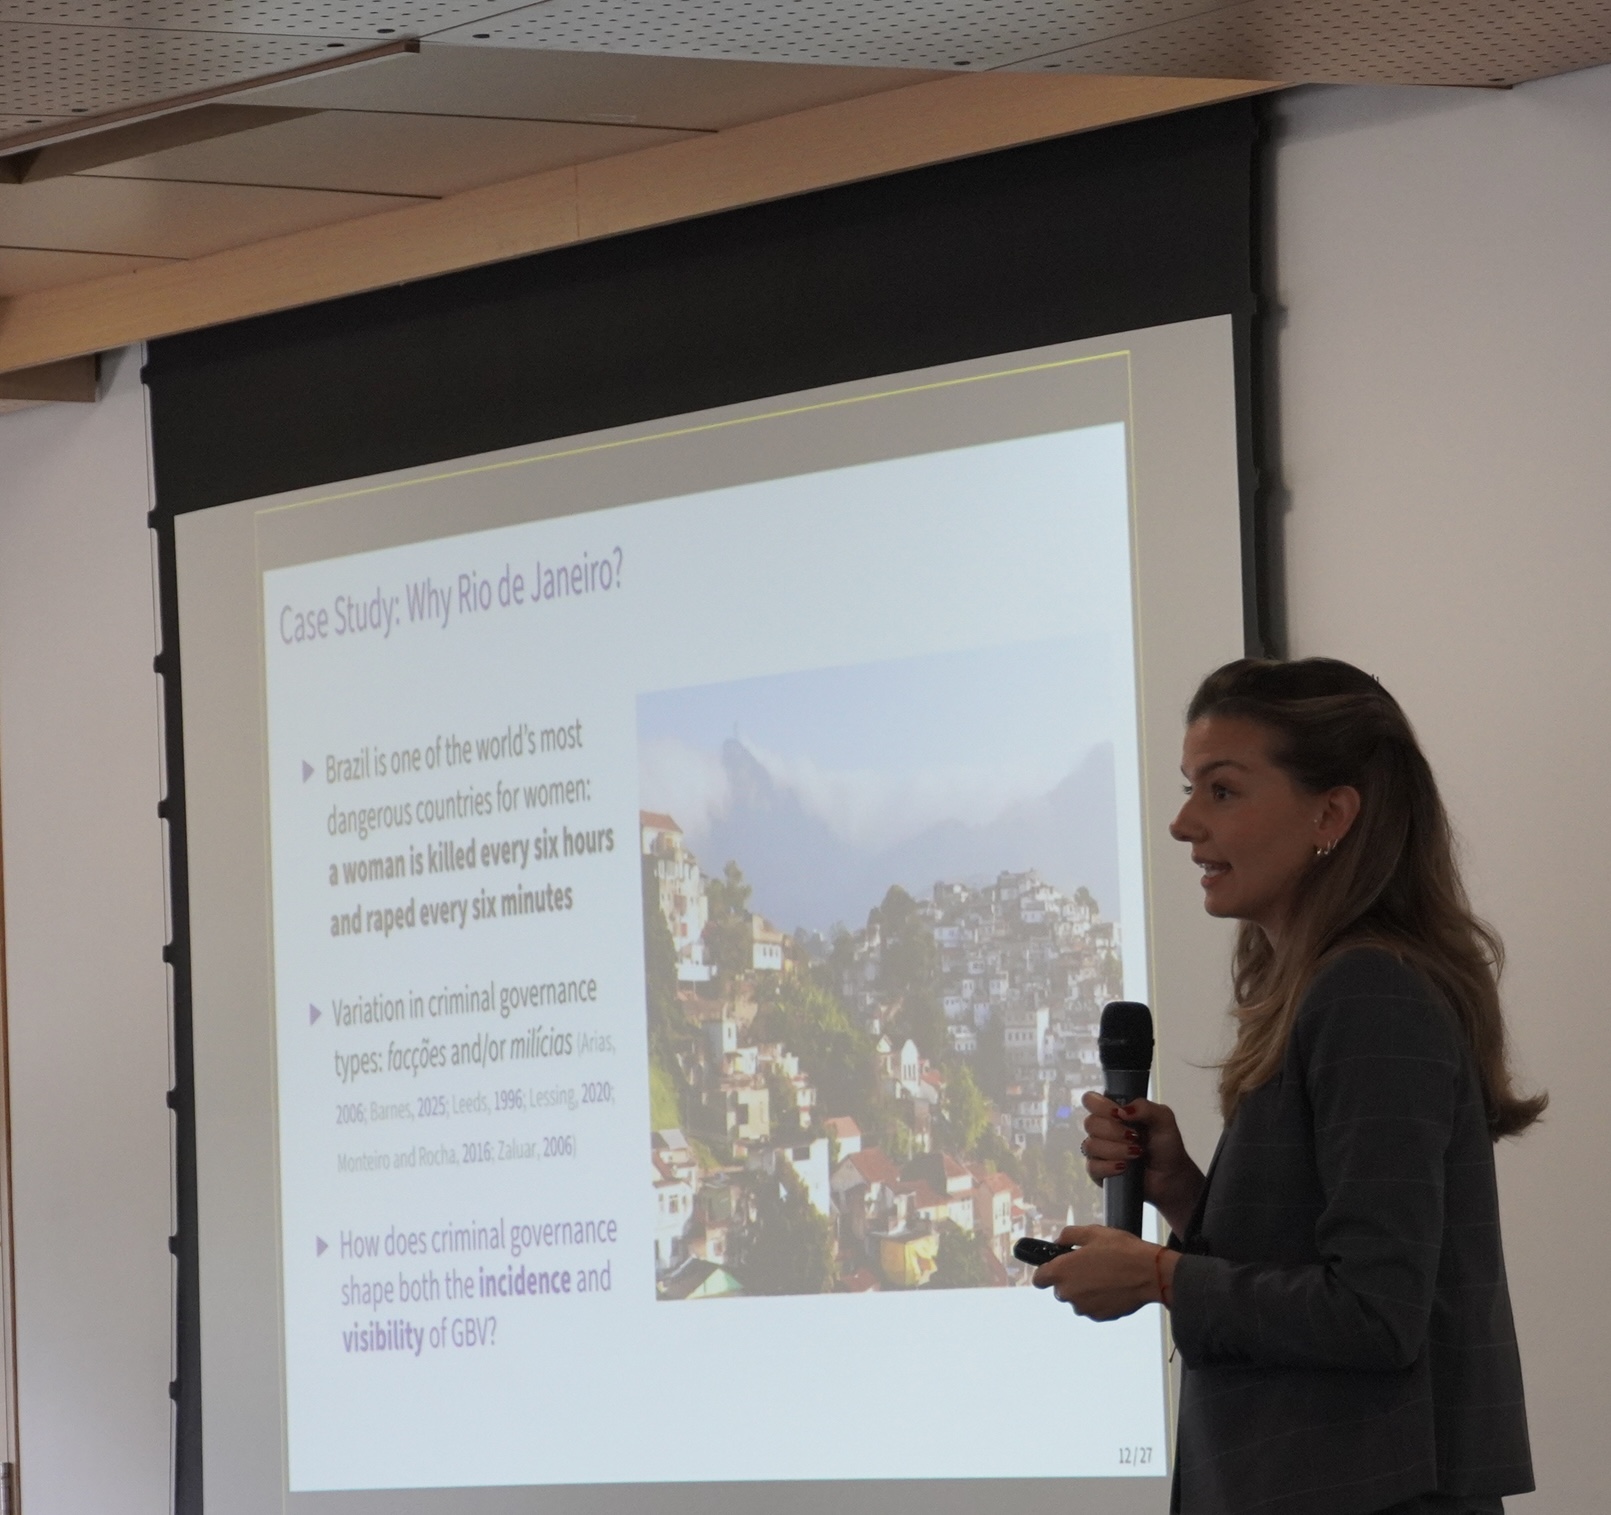 Case Study: Why Rio de Janeiro?
Brazil is one of the world's most
dangerous countries for women:
a woman is killed every six hours
and raped every six minutes
Variation in criminal governance
types: facções and/or milícias (Arias,
2006; Barnes, 2025; Leeds, 1996; Lessing, 2020;
Monteiro and Rocha, 2016; Zaluar, 2006)
How does criminal governance
shape both the incidence and
visibility of GBV?
12/27